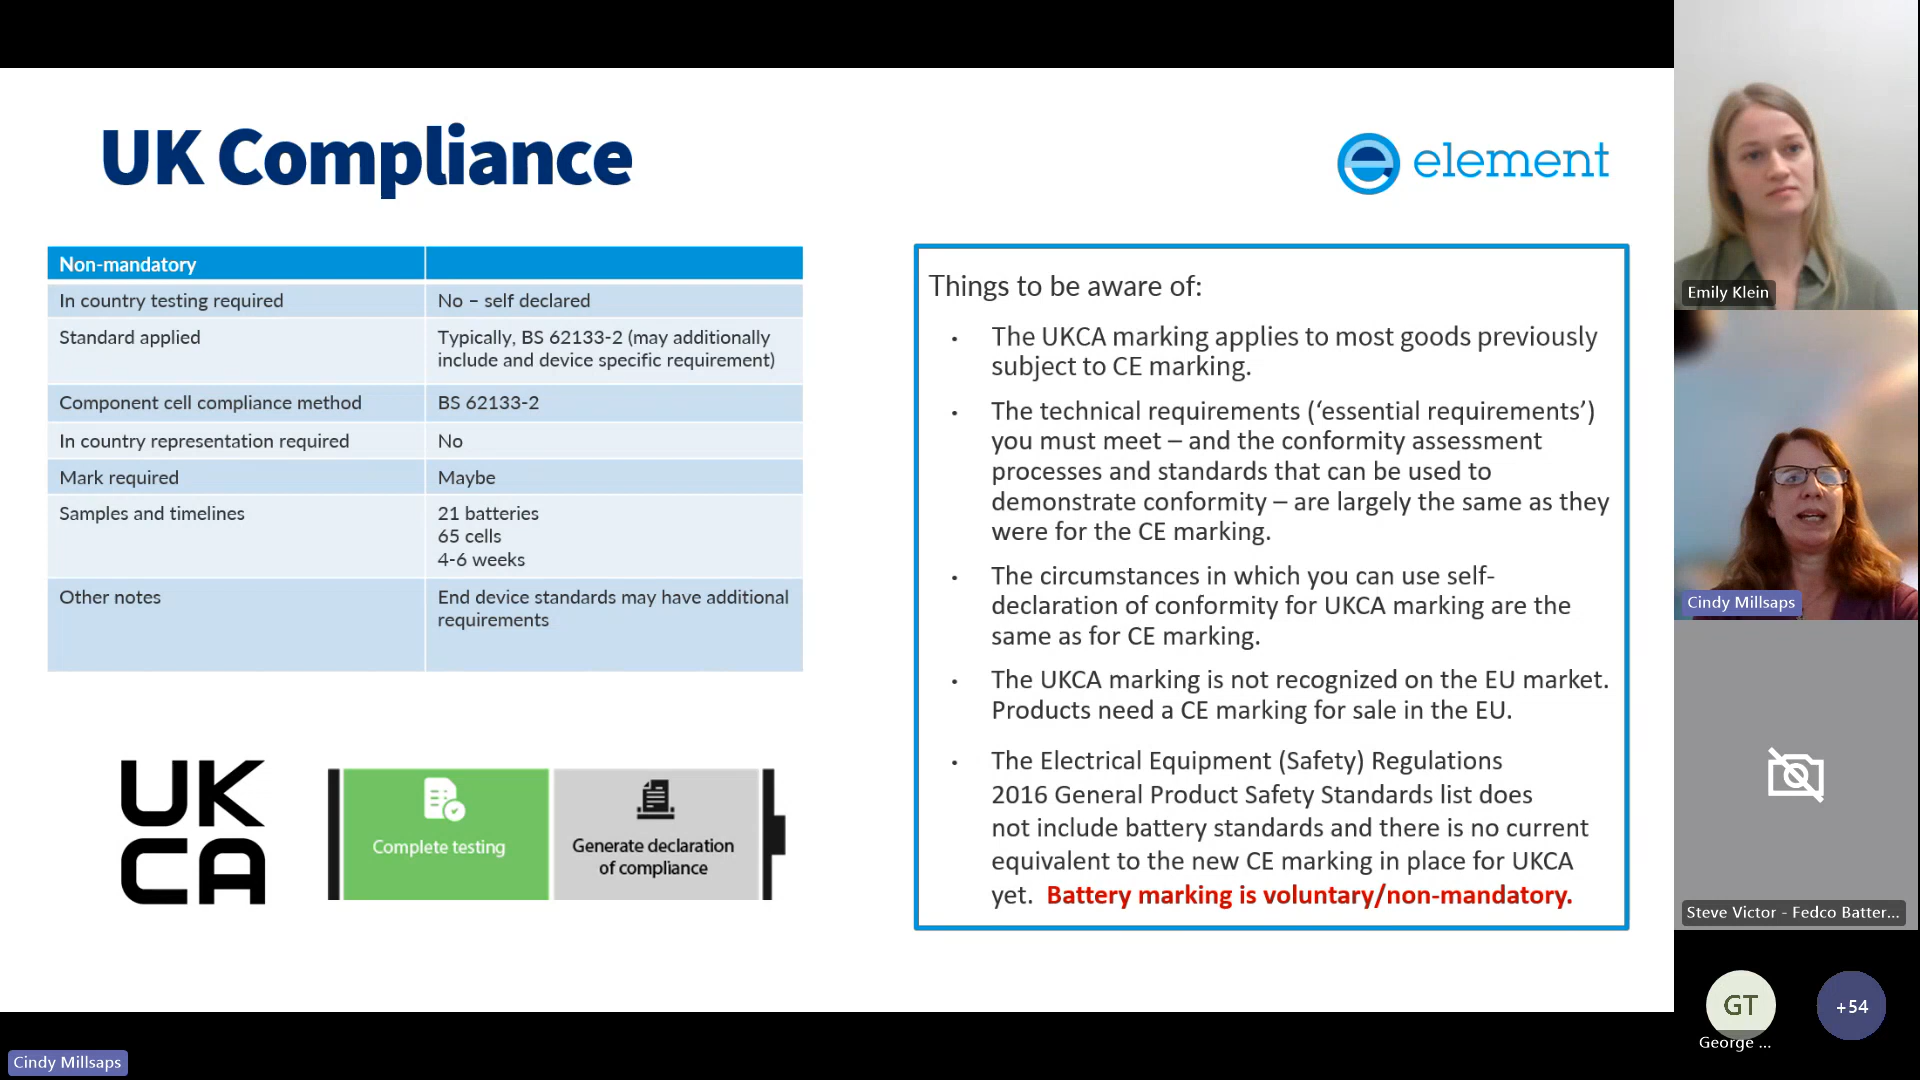 UK Compliance
element
Non-mandatory
In country testing required
No – self declared
Standard applied
Typically, BS 62133-2 (may additionally
include and device specific requirement)
Component cell compliance method
BS 62133-2
In country representation required
No
Mark required
Maybe
Samples and timelines
21 batteries
65 cells
4-6 weeks
Other notes
End device standards may have additional
requirements
UK
CA
Complete testing
Generate declaration
of compliance
Things to be aware of:
• The UKCA marking applies to most goods previously
subject to CE marking.
• The technical requirements (‘essential requirements’)
you must meet – and the conformity assessment
processes and standards that can be used to
demonstrate conformity – are largely the same as they
were for the CE marking.
• The circumstances in which you can use self-
declaration of conformity for UKCA marking are the
same as for CE marking.
• The UKCA marking is not recognized on the EU market.
Products need a CE marking for sale in the EU.
• The Electrical Equipment (Safety) Regulations
2016 General Product Safety Standards list does
not include battery standards and there is no current
equivalent to the new CE marking in place for UKCA
yet. Battery marking is voluntary/non-mandatory.
Emily Klein
Cindy Millsaps
Steve Victor - Fedco Batter...
GT
George ...
+54
Cindy Millsaps